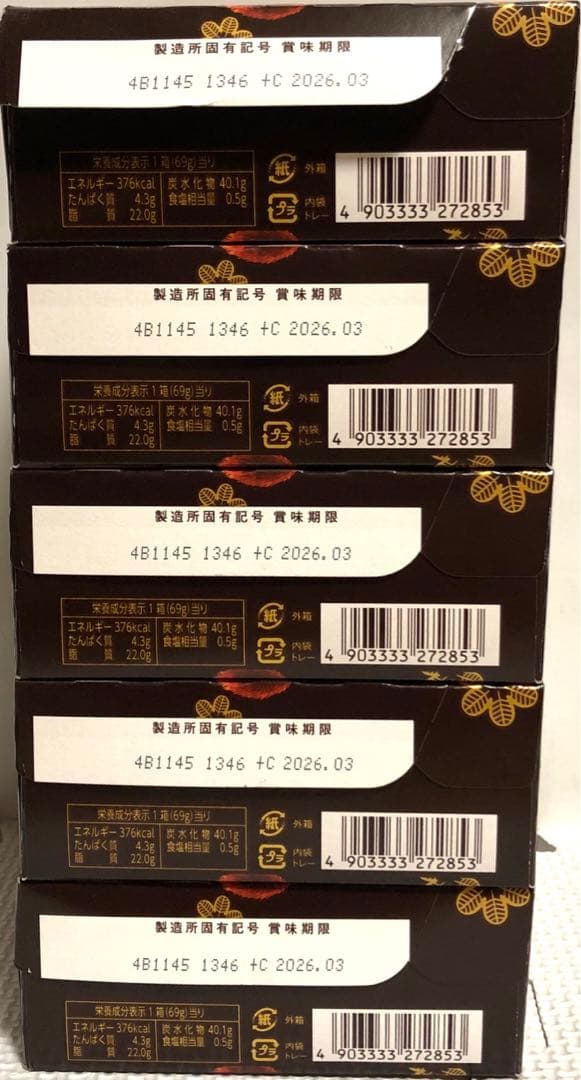 製造所固有記号 賞味期限
4B1145 1346 +C 2026.03
栄養成分表示1箱(69g)当り
エネルギー 376kcal 炭水化物 40.1g
たんぱく質 4.3g 食塩相当量 0.5g
脂質 22.0g
紙 外箱
プラ 内袋 トレー
4 903333 272853
製造所固有記号 賞味期限
4B1145 1346 +C 2026.03
栄養成分表示1箱(69g)当り
エネルギー 376kcal 炭水化物 40.1g
たんぱく質 4.3g 食塩相当量 0.5g
脂質 22.0g
紙 外箱
プラ 内袋 トレー
4 903333 272853
製造所固有記号 賞味期限
4B1145 1346 +C 2026.03
栄養成分表示1箱(69g)当り
エネルギー 376kcal 炭水化物 40.1g
たんぱく質 4.3g 食塩相当量 0.5g
脂質 22.0g
紙 外箱
プラ 内袋 トレー
4 903333 272853
製造所固有記号 賞味期限
4B1145 1346 +C 2026.03
栄養成分表示1箱(69g)当り
エネルギー 376kcal 炭水化物 40.1g
たんぱく質 4.3g 食塩相当量 0.5g
脂質 22.0g
紙 外箱
プラ 内袋 トレー
4 903333 272853
製造所固有記号 賞味期限
4B1145 1346 +C 2026.03
栄養成分表示1箱(69g)当り
エネルギー 376kcal 炭水化物 40.1g
たんぱく質 4.3g 食塩相当量 0.5g
脂質 22.0g
紙 外箱
プラ 内袋 トレー
4 903333 272853